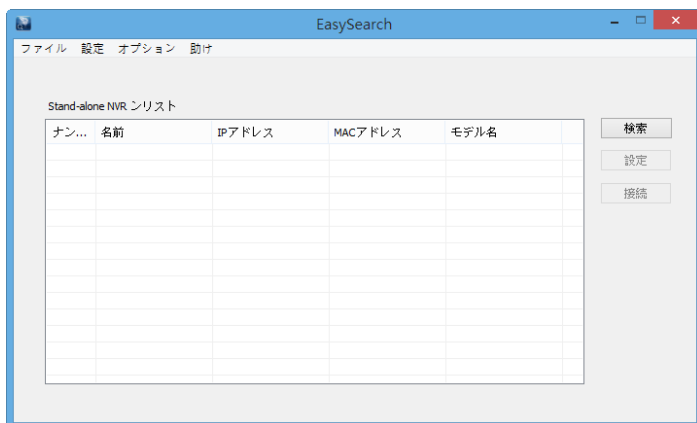 EasySearch
ファイル 設定 オプション 助け
Stand-alone NVR ンリスト
ナン... 名前 IPアドレス MACアドレス モデル名
検索
設定
接続